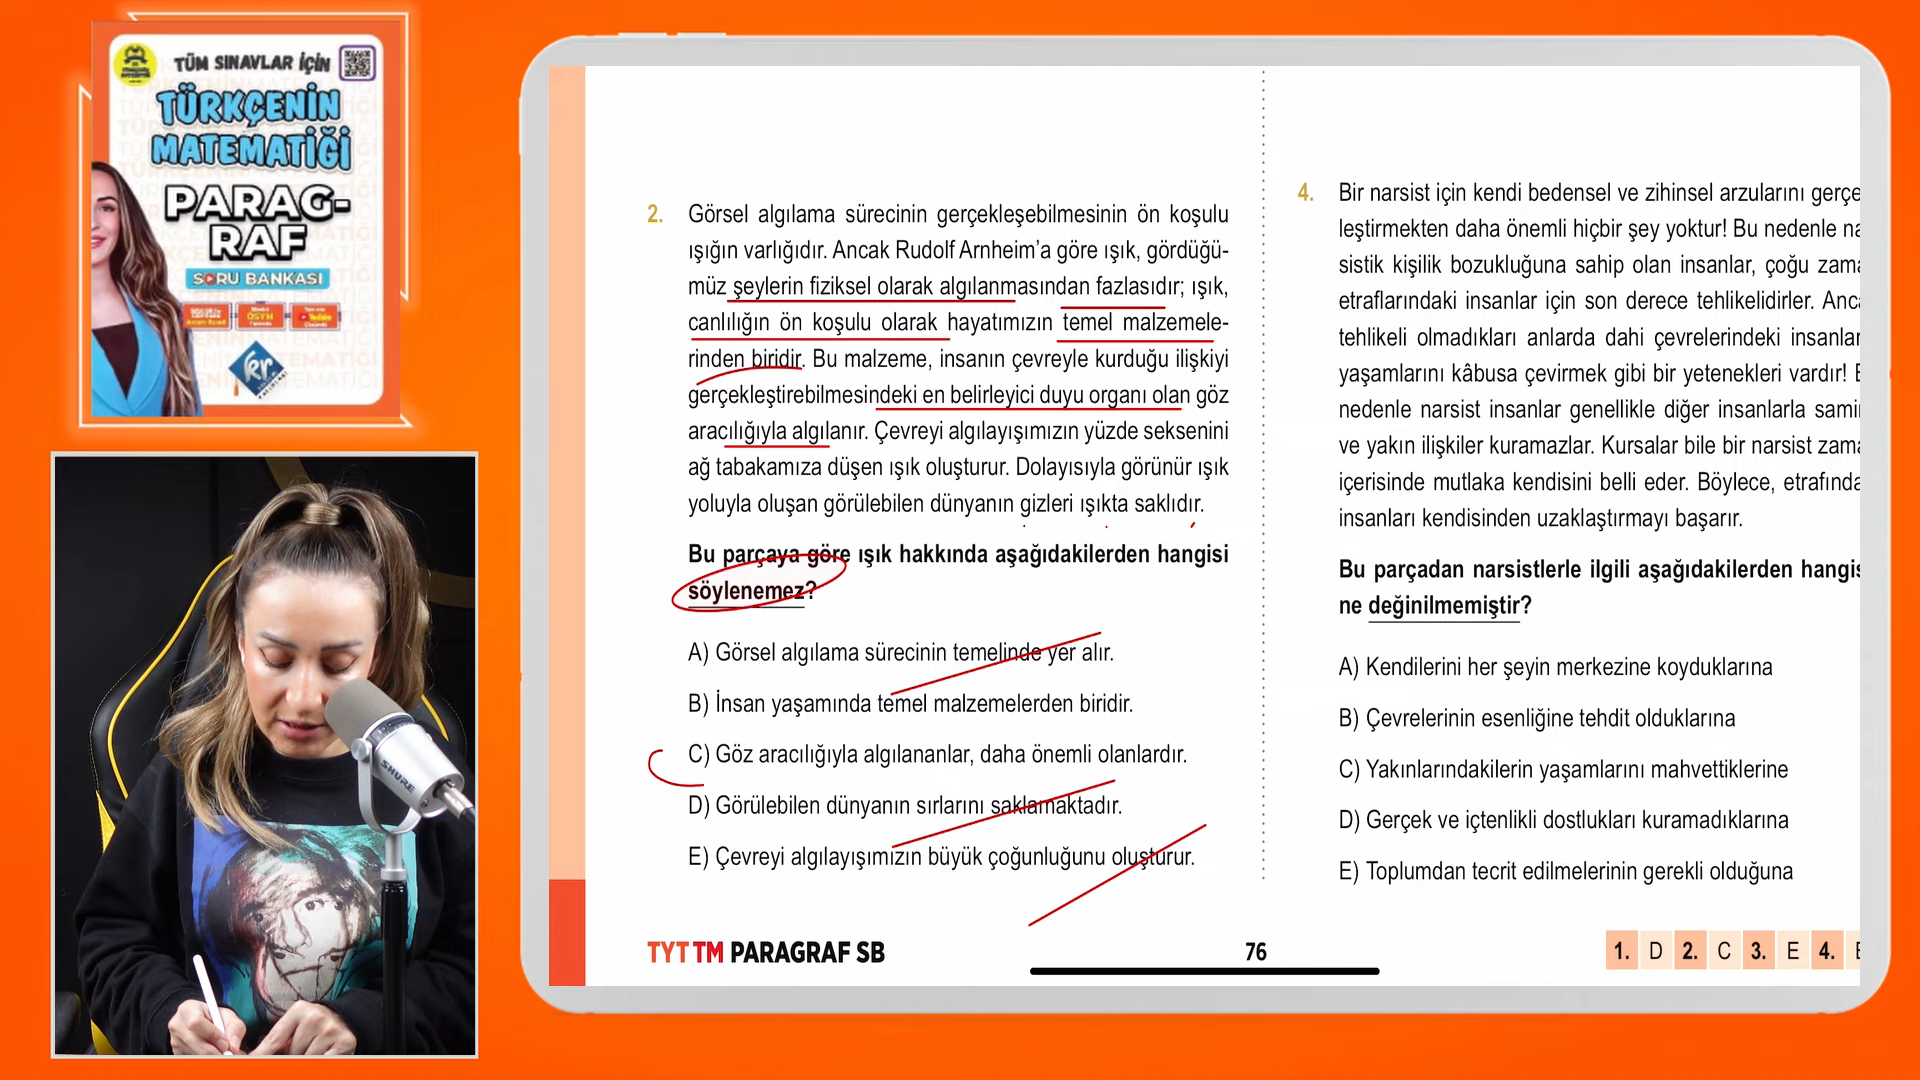 TÜM SINAVLAR İÇİN
TÜRKÇENİN
MATEMATİĞİ
PARAG-
RAF
SORU BANKASI
2. Görsel algılama sürecinin gerçekleşebilmesinin ön koşulu
ışığın varlığıdır. Ancak Rudolf Arnheim’a göre ışık, gördüğü-
müz şeylerin fiziksel olarak algılanmasından fazlasıdır; ışık,
canlılığın ön koşulu olarak hayatımızın temel malzemele-
rinden biridir. Bu malzeme, insanın çevreyle kurduğu ilişkiyi
gerçekleştirebilmesindeki en belirleyici duyu organı olan göz
aracılığıyla algılanır. Çevreyi algılayışımızın yüzde seksenini
ağ tabakamıza düşen ışık oluşturur. Dolayısıyla görünür ışık
yoluyla oluşan görülebilen dünyanın gizleri ışıkta saklıdır.
Bu parçaya göre ışık hakkında aşağıdakilerden hangisi
söylenemez?
A) Görsel algılama sürecinin temelinde yer alır.
B) İnsan yaşamında temel malzemelerden biridir.
C) Göz aracılığıyla algılananlar, daha önemli olanlardır.
D) Görülebilen dünyanın sırlarını saklamaktadır.
E) Çevreyi algılayışımızın büyük çoğunluğunu oluşturur.
4. Bir narsist için kendi bedensel ve zihinsel arzularını gerçe
leştirmekten daha önemli hiçbir şey yoktur! Bu nedenle na
sistik kişilik bozukluğuna sahip olan insanlar, çoğu zama
etraflarındaki insanlar için son derece tehlikelidirler. Anca
tehlikeli olmadıkları anlarda dahi çevrelerindeki insanlar
yaşamlarını kâbusa çevirmek gibi bir yetenekleri vardır! B
nedenle narsist insanlar genellikle diğer insanlarla samii
ve yakın ilişkiler kuramazlar. Kursalar bile bir narsist zama
içerisinde mutlaka kendisini belli eder. Böylece, etrafında
insanları kendisinden uzaklaştırmayı başarır.
Bu parçadan narsistlerle ilgili aşağıdakilerden hangis
ne değinilmemiştir?
A) Kendilerini her şeyin merkezine koyduklarına
B) Çevrelerinin esenliğine tehdit olduklarına
C) Yakınlarındakilerin yaşamlarını mahvettiklerine
D) Gerçek ve içtenlikli dostlukları kuramadıklarına
E) Toplumdan tecrit edilmelerinin gerekli olduğuna
TYT TM PARAGRAF SB
76
1. D 2. C 3. E 4. E
SHURE